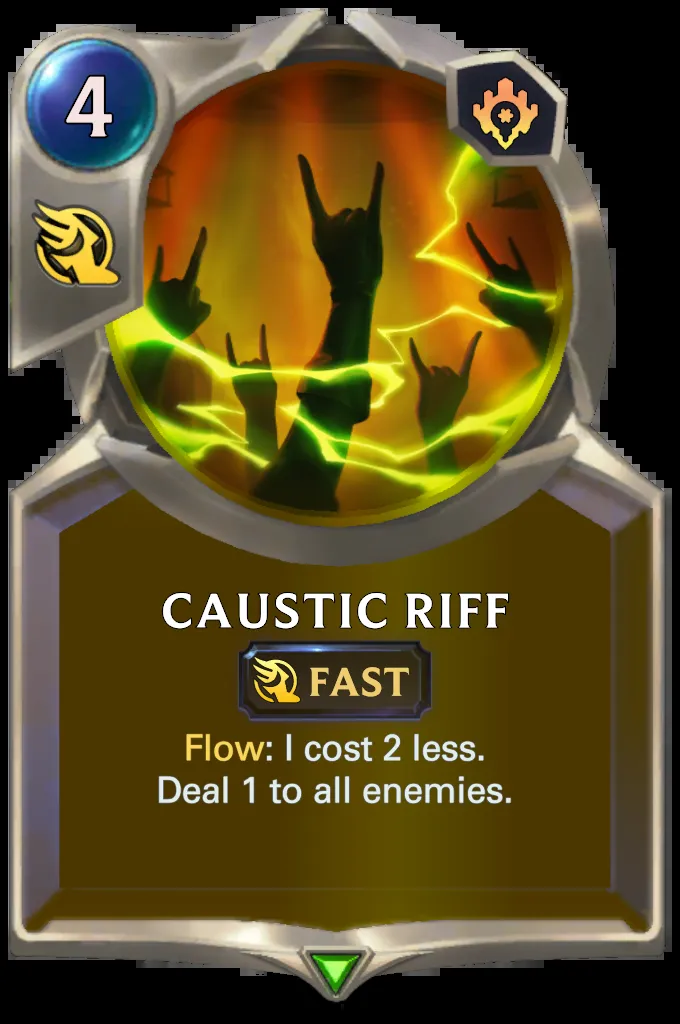 4
CAUSTIC RIFF
FAST
Flow: I cost 2 less.
Deal 1 to all enemies.